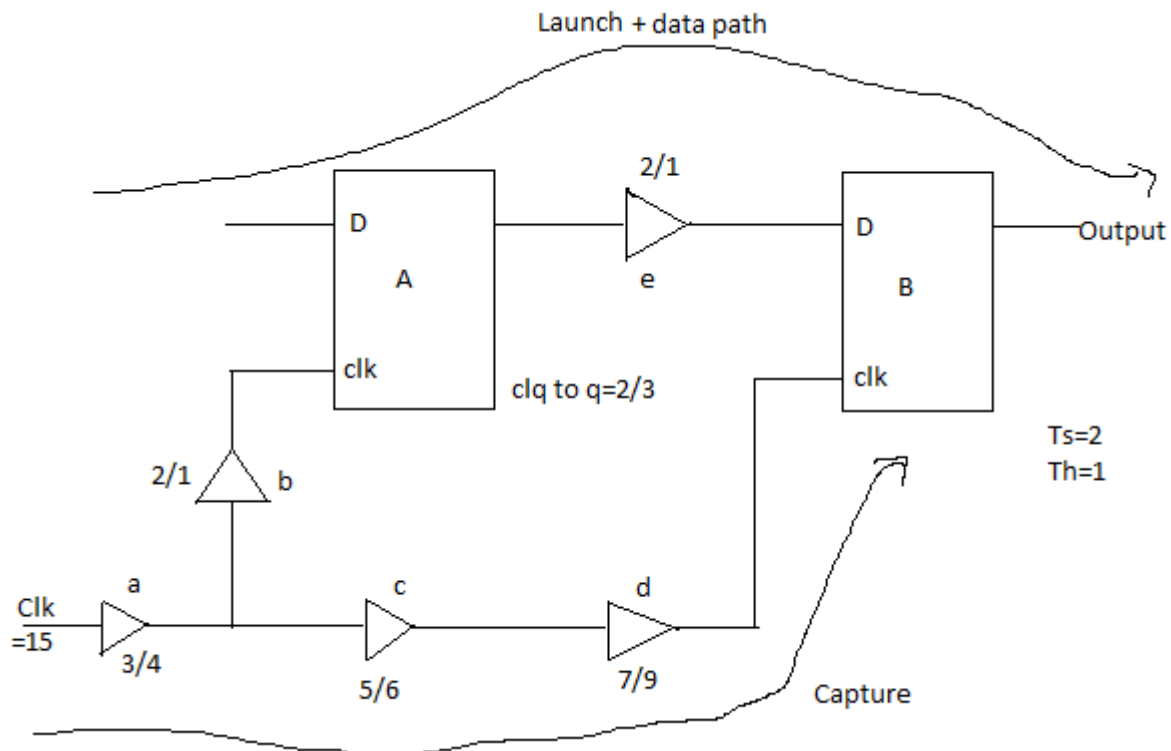 Launch + data path
2/1
D
A
e
D
B
Output
clk
clq to q=2/3
clk
Ts=2
Th=1
2/1
b
a
c
d
Clk
=15
3/4
5/6
7/9
Capture